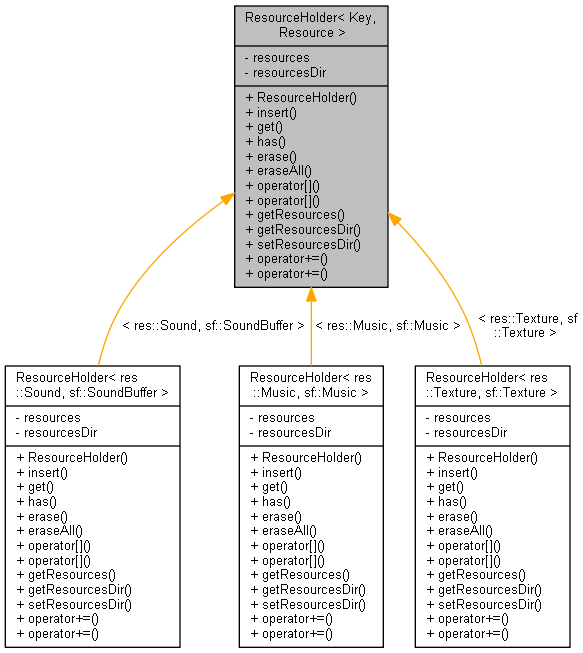 ResourceHolder< Key,
Resource >
- resources
- resourcesDir
+ ResourceHolder()
+ insert()
+ get()
+ has()
+ erase()
+ eraseAll()
+ operator[]()
+ operator[]()
+ getResources()
+ getResourcesDir()
+ setResourcesDir()
+ operator+=()
+ operator+=()
< res::Sound, sf::SoundBuffer >
< res::Music, sf::Music >
< res::Texture, sf
::Texture >
ResourceHolder< res
::Sound, sf::SoundBuffer >
- resources
- resourcesDir
+ ResourceHolder()
+ insert()
+ get()
+ has()
+ erase()
+ eraseAll()
+ operator[]()
+ operator[]()
+ getResources()
+ getResourcesDir()
+ setResourcesDir()
+ operator+=()
+ operator+=()
ResourceHolder< res
::Music, sf::Music >
- resources
- resourcesDir
+ ResourceHolder()
+ insert()
+ get()
+ has()
+ erase()
+ eraseAll()
+ operator[]()
+ operator[]()
+ getResources()
+ getResourcesDir()
+ setResourcesDir()
+ operator+=()
+ operator+=()
ResourceHolder< res
::Texture, sf::Texture >
- resources
- resourcesDir
+ ResourceHolder()
+ insert()
+ get()
+ has()
+ erase()
+ eraseAll()
+ operator[]()
+ operator[]()
+ getResources()
+ getResourcesDir()
+ setResourcesDir()
+ operator+=()
+ operator+=()